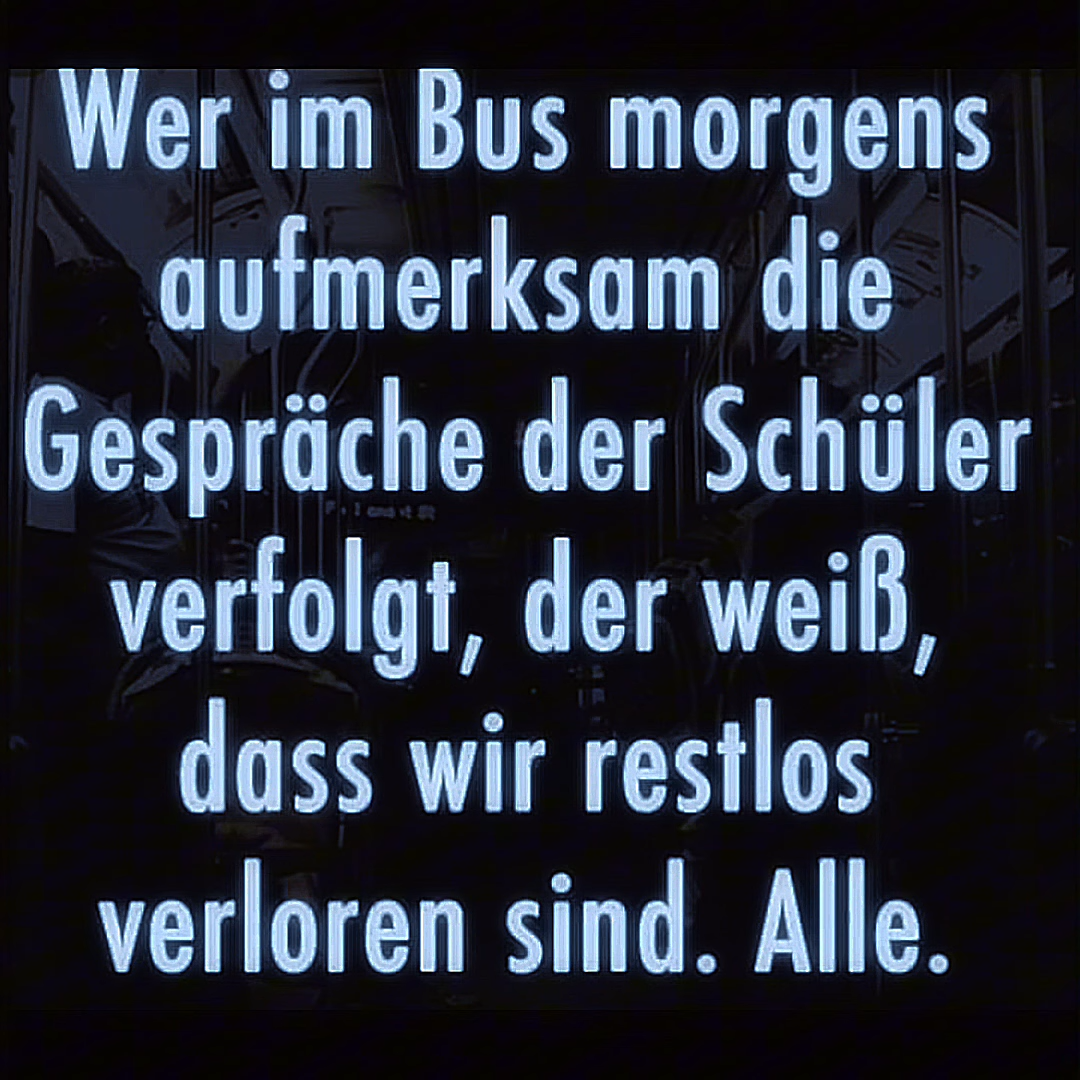 Wer im Bus morgens
aufmerksam die
Gespräche der Schüler
verfolgt, der weiß,
dass wir restlos
verloren sind. Alle.